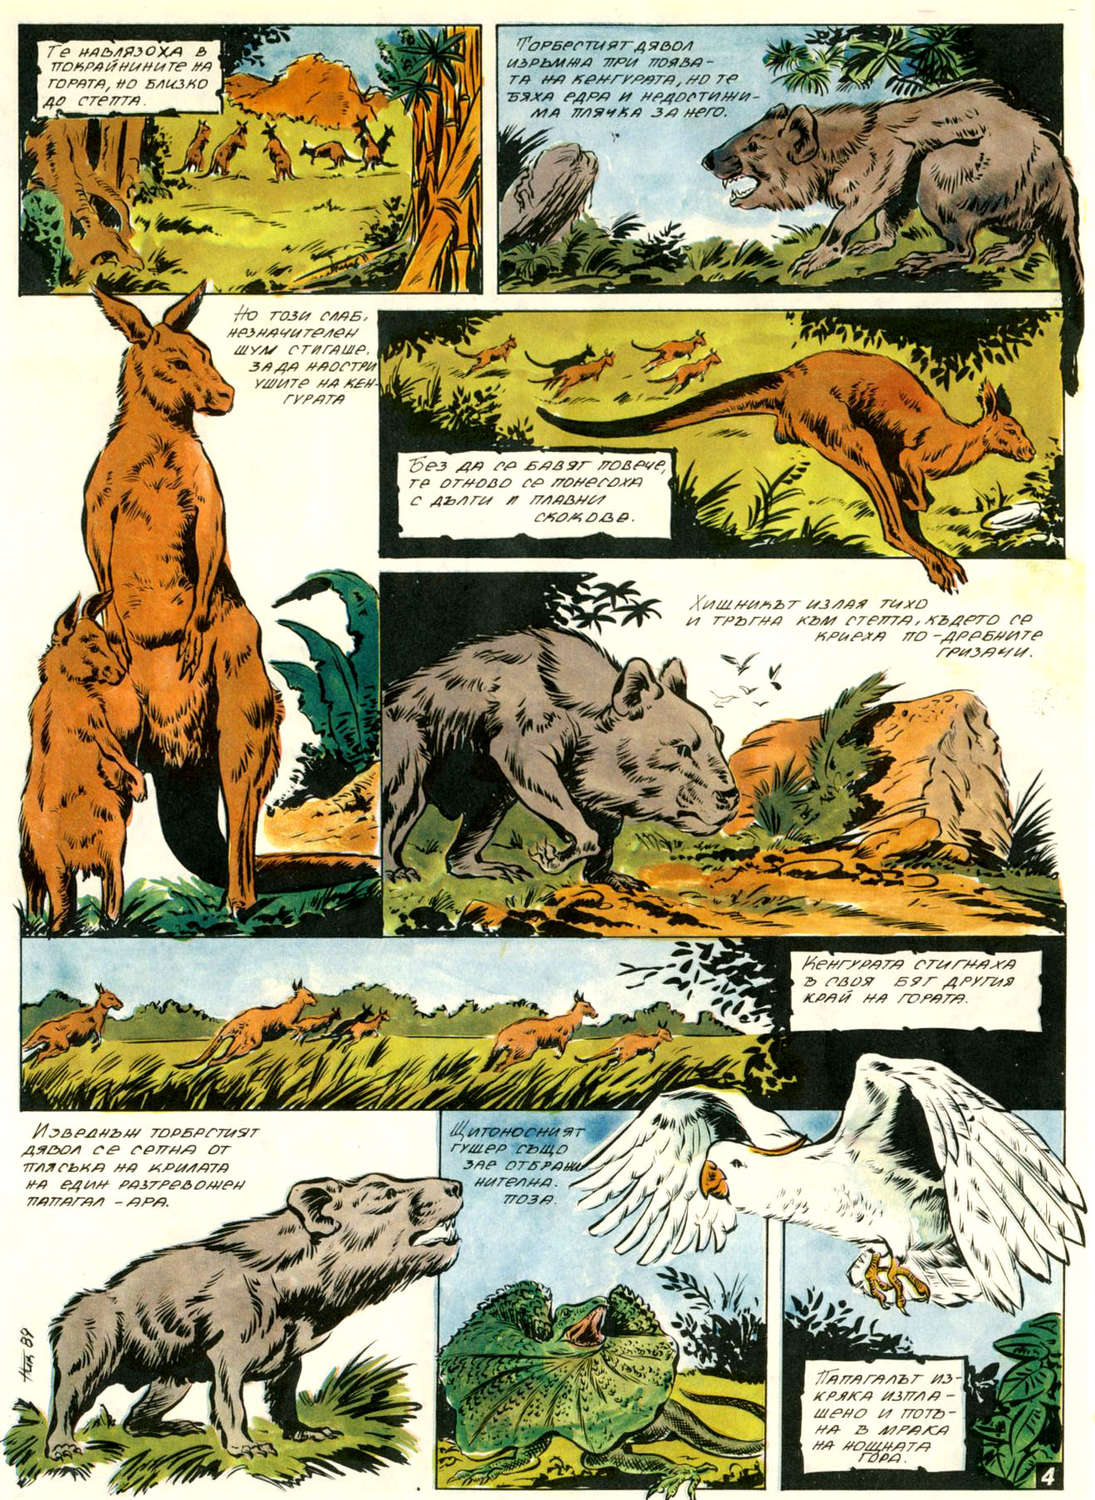 Те навлязоха в
покрайнините на
гората, но близко
до степта.
Торбестият дявол
изръмжа при поява-
та на кенгурата, но те
бяха едра и недостижи-
ма плячка за него.
Но този слаб,
незначителен
шум стигаше,
за да наостри
ушите на кен-
гурата
Без да се бавят повече,
те отново се понесоха
с дълги и плавни
скокове.
Хищникът излая тихо
и тръгна към степта, където се
криеха по-дребните
гризачи.
Кенгурата стигнаха
в своя бяг другия
край на гората.
Изведнъж торбестият
дявол се сепна от
плясъка на крилата
на един разтревожен
папагал-ара.
Щитоносният
гущер също
зае отбрани
нителна.
поза.
Папагалът из-
кряка изпла-
шено и потъ-
на в мрака
на нощната
гора.
89
4